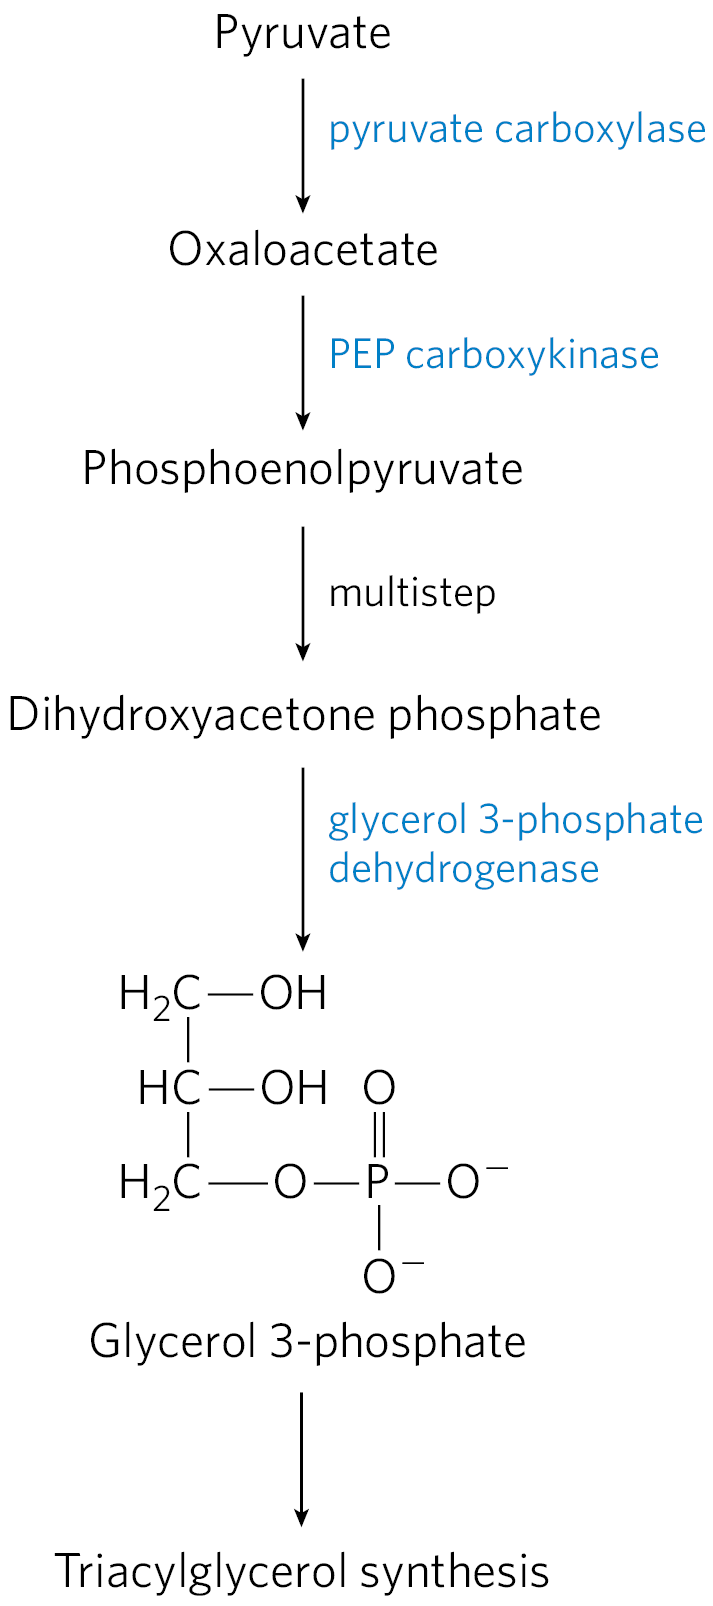 Pyruvate
pyruvate carboxylase
Oxaloacetate
PEP carboxykinase
Phosphoenolpyruvate
multistep
Dihydroxyacetone phosphate
glycerol 3-phosphate
dehydrogenase
H₂C—OH
HC—OH O
H₂C—O—P—O⁻
O⁻
Glycerol 3-phosphate
Triacylglycerol synthesis